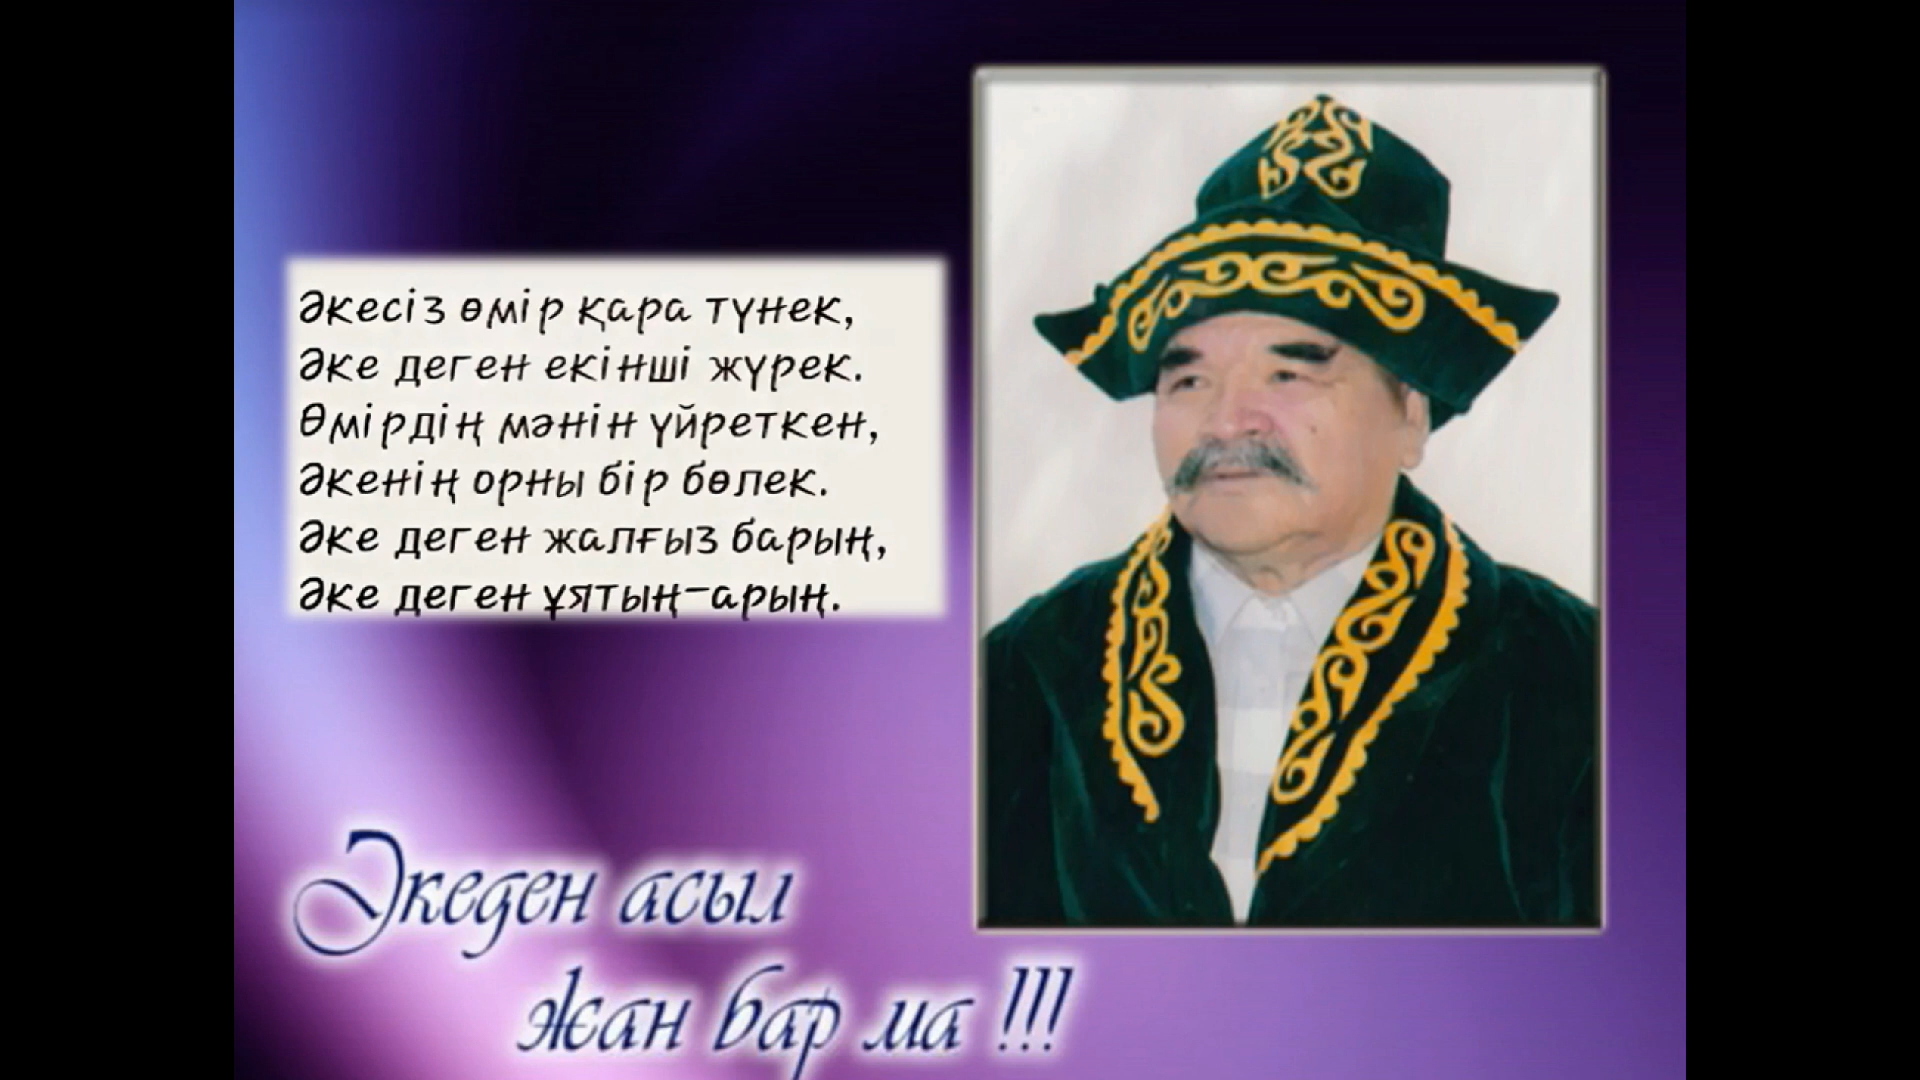 Әкесіз өмір қара түнек,
Әке деген екінші жүрек.
Өмірдің мәнін үйреткен,
Әкенің орны бір бөлек.
Әке деген жалғыз барың,
Әке деген ұятың-арың.
Әкеден асыл
жан бар ма !!!